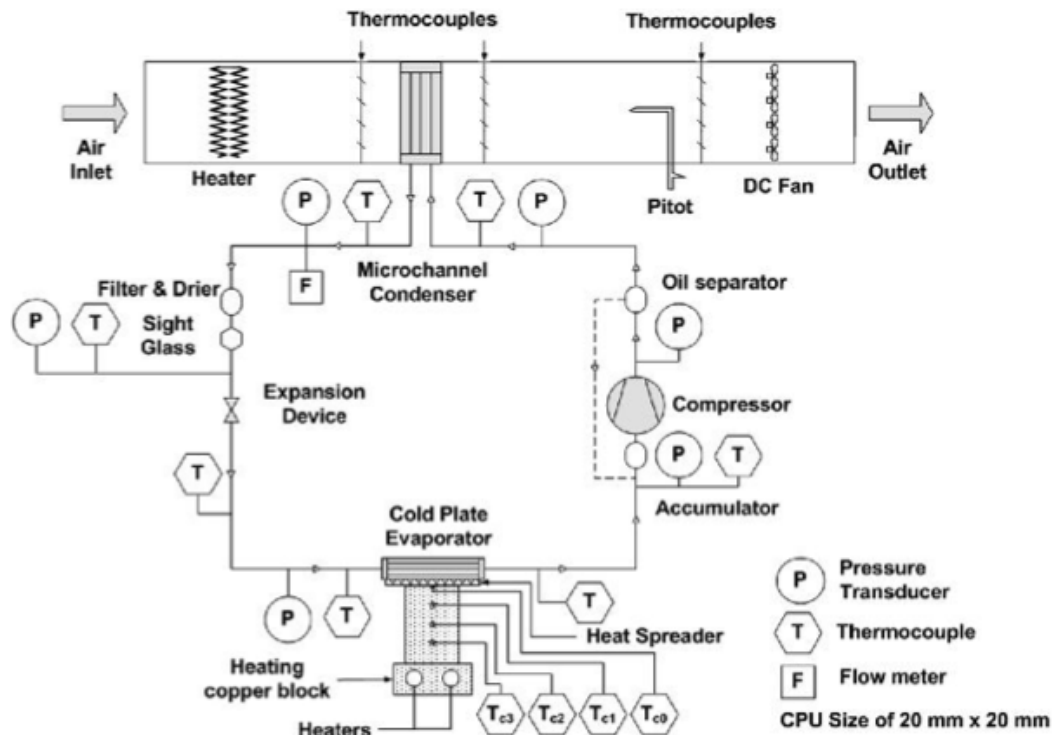 Thermocouples
Thermocouples
Air
Inlet
Heater
Pitot
DC Fan
Air
Outlet
P
T
T
P
F
Microchannel
Condenser
Filter & Drier
Oil separator
P
T
Sight
Glass
P
Expansion
Device
Compressor
T
P
T
Accumulator
Cold Plate
Evaporator
P
T
T
Heat Spreader
Heating
copper block
Heaters
Tc3
Tc2
Tc1
Tc0
P
Pressure
Transducer
T
Thermocouple
F
Flow meter
CPU Size of 20 mm x 20 mm